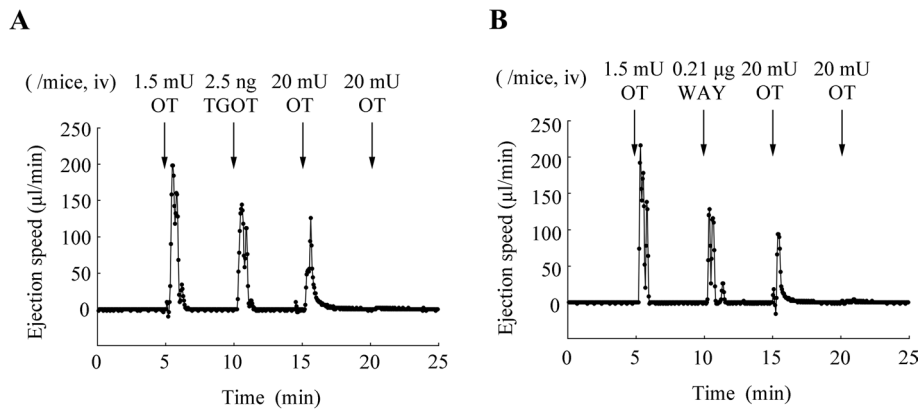 A
( /mice, iv) 1.5 mU 2.5 ng 20 mU 20 mU
OT TGOT OT OT
Ejection speed (μl/min)
250
200
150
100
50
0
0 5 10 15 20 25
Time (min)
B
( /mice, iv) 1.5 mU 0.21 μg 20 mU 20 mU
OT WAY OT OT
Ejection speed (μl/min)
250
200
150
100
50
0
0 5 10 15 20 25
Time (min)